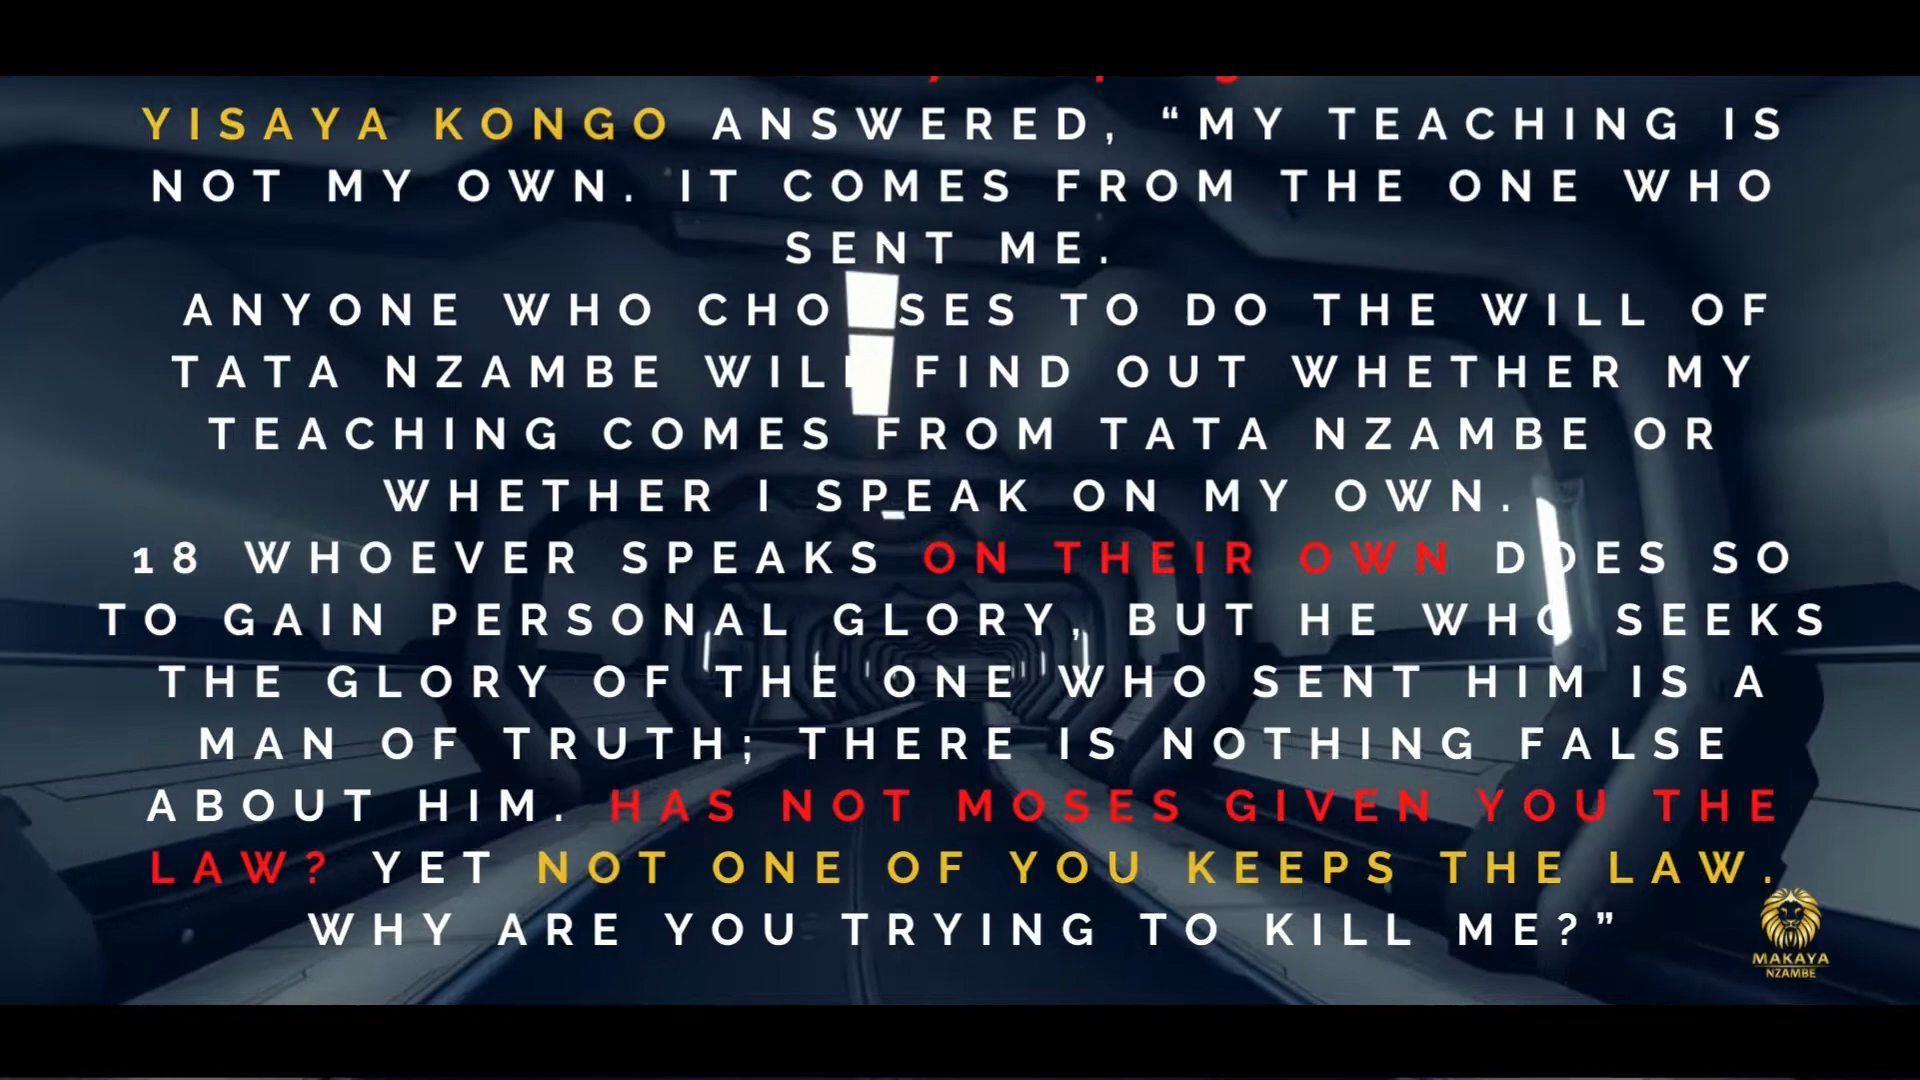 YISAYA KONGO ANSWERED, “MY TEACHING IS
NOT MY OWN. IT COMES FROM THE ONE WHO
SENT ME.
ANYONE WHO CHOOSES TO DO THE WILL OF
TATA NZAMBE WILL FIND OUT WHETHER MY
TEACHING COMES FROM TATA NZAMBE OR
WHETHER I SPEAK ON MY OWN.
18 WHOEVER SPEAKS ON THEIR OWN DOES SO
TO GAIN PERSONAL GLORY, BUT HE WHO SEEKS
THE GLORY OF THE ONE WHO SENT HIM IS A
MAN OF TRUTH; THERE IS NOTHING FALSE
ABOUT HIM. HAS NOT MOSES GIVEN YOU THE
LAW? YET NOT ONE OF YOU KEEPS THE LAW.
WHY ARE YOU TRYING TO KILL ME?”
MAKAYA
NZAMBE